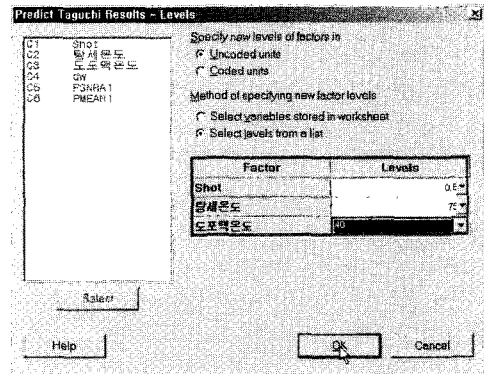 Predict Taguchi Results - Levels
C1 Shot
C2 탈세온도
C3 도포액온도
C4 CW
C5 PSNRA1
C6 PMEAN1
Select
Help
Specify new levels of factors in
Uncoded units
Coded units
Method of specifying new factor levels
Select variables stored in worksheet
Select levels from a list
Factor Levels
Shot 0.5
탈세온도 75
도포액온도 40
OK
Cancel